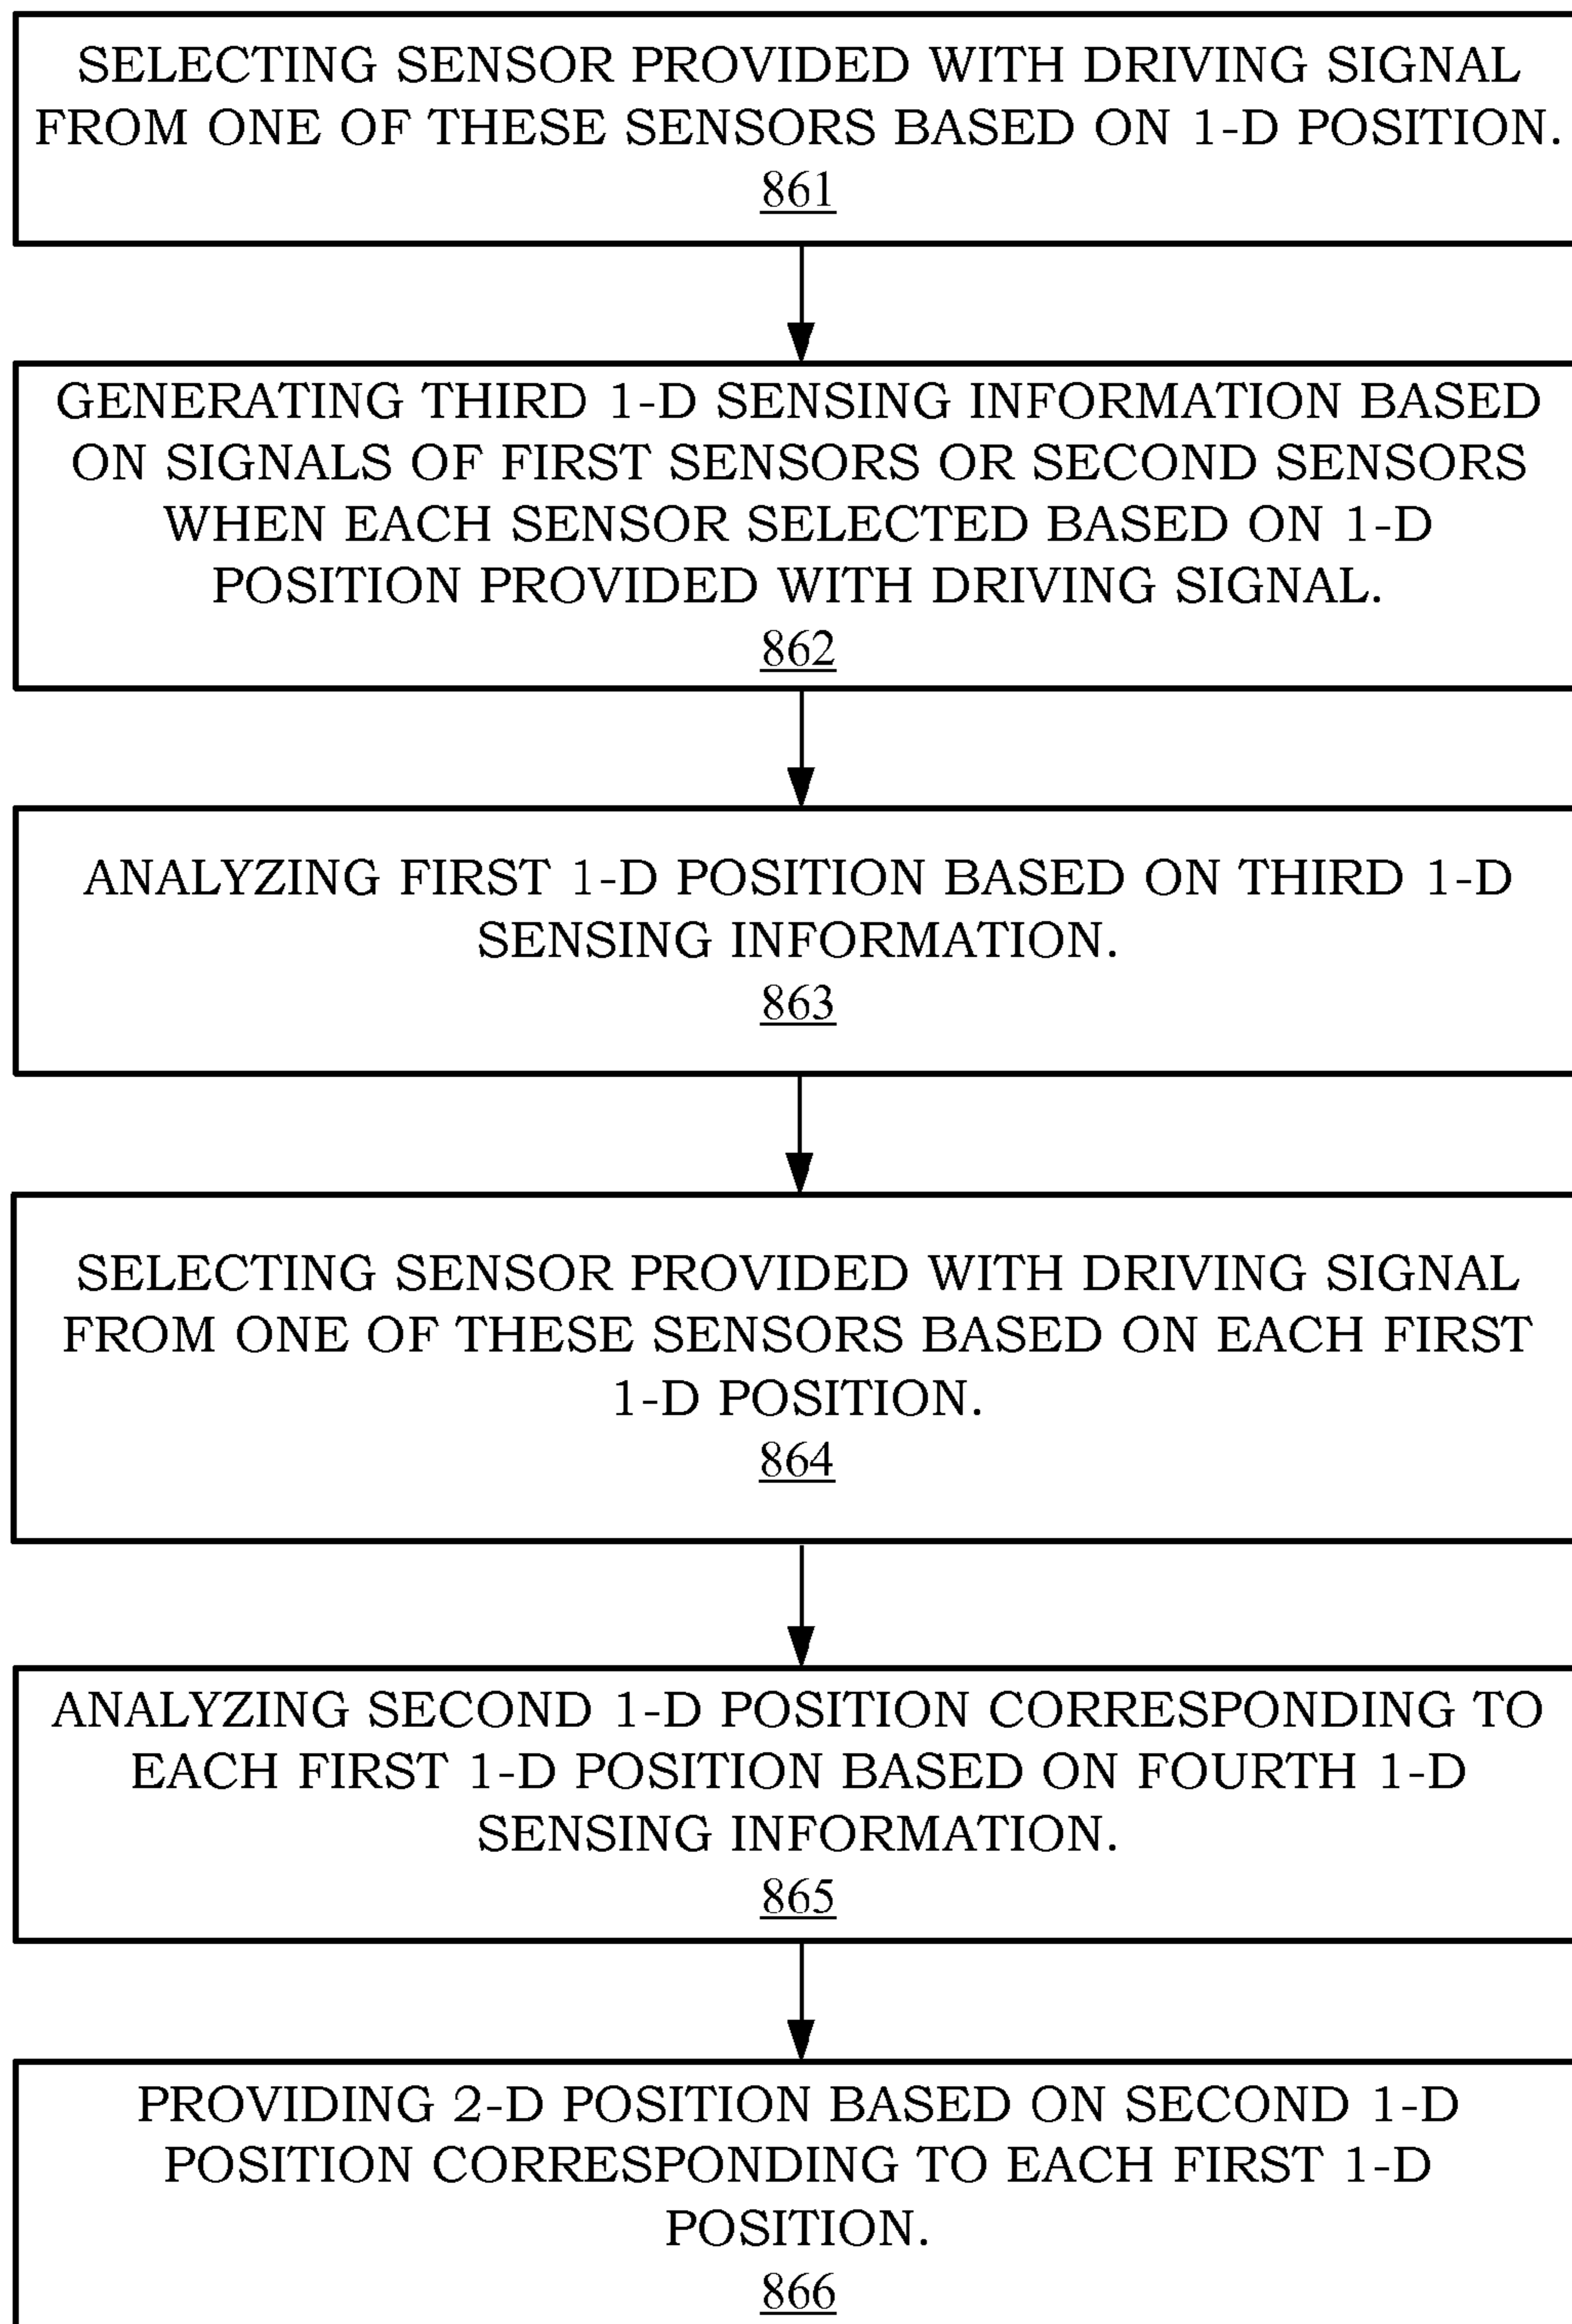 SELECTING SENSOR PROVIDED WITH DRIVING SIGNAL
FROM ONE OF THESE SENSORS BASED ON 1-D POSITION.
861
GENERATING THIRD 1-D SENSING INFORMATION BASED
ON SIGNALS OF FIRST SENSORS OR SECOND SENSORS
WHEN EACH SENSOR SELECTED BASED ON 1-D
POSITION PROVIDED WITH DRIVING SIGNAL.
862
ANALYZING FIRST 1-D POSITION BASED ON THIRD 1-D
SENSING INFORMATION.
863
SELECTING SENSOR PROVIDED WITH DRIVING SIGNAL
FROM ONE OF THESE SENSORS BASED ON EACH FIRST
1-D POSITION.
864
ANALYZING SECOND 1-D POSITION CORRESPONDING TO
EACH FIRST 1-D POSITION BASED ON FOURTH 1-D
SENSING INFORMATION.
865
PROVIDING 2-D POSITION BASED ON SECOND 1-D
POSITION CORRESPONDING TO EACH FIRST 1-D
POSITION.
866